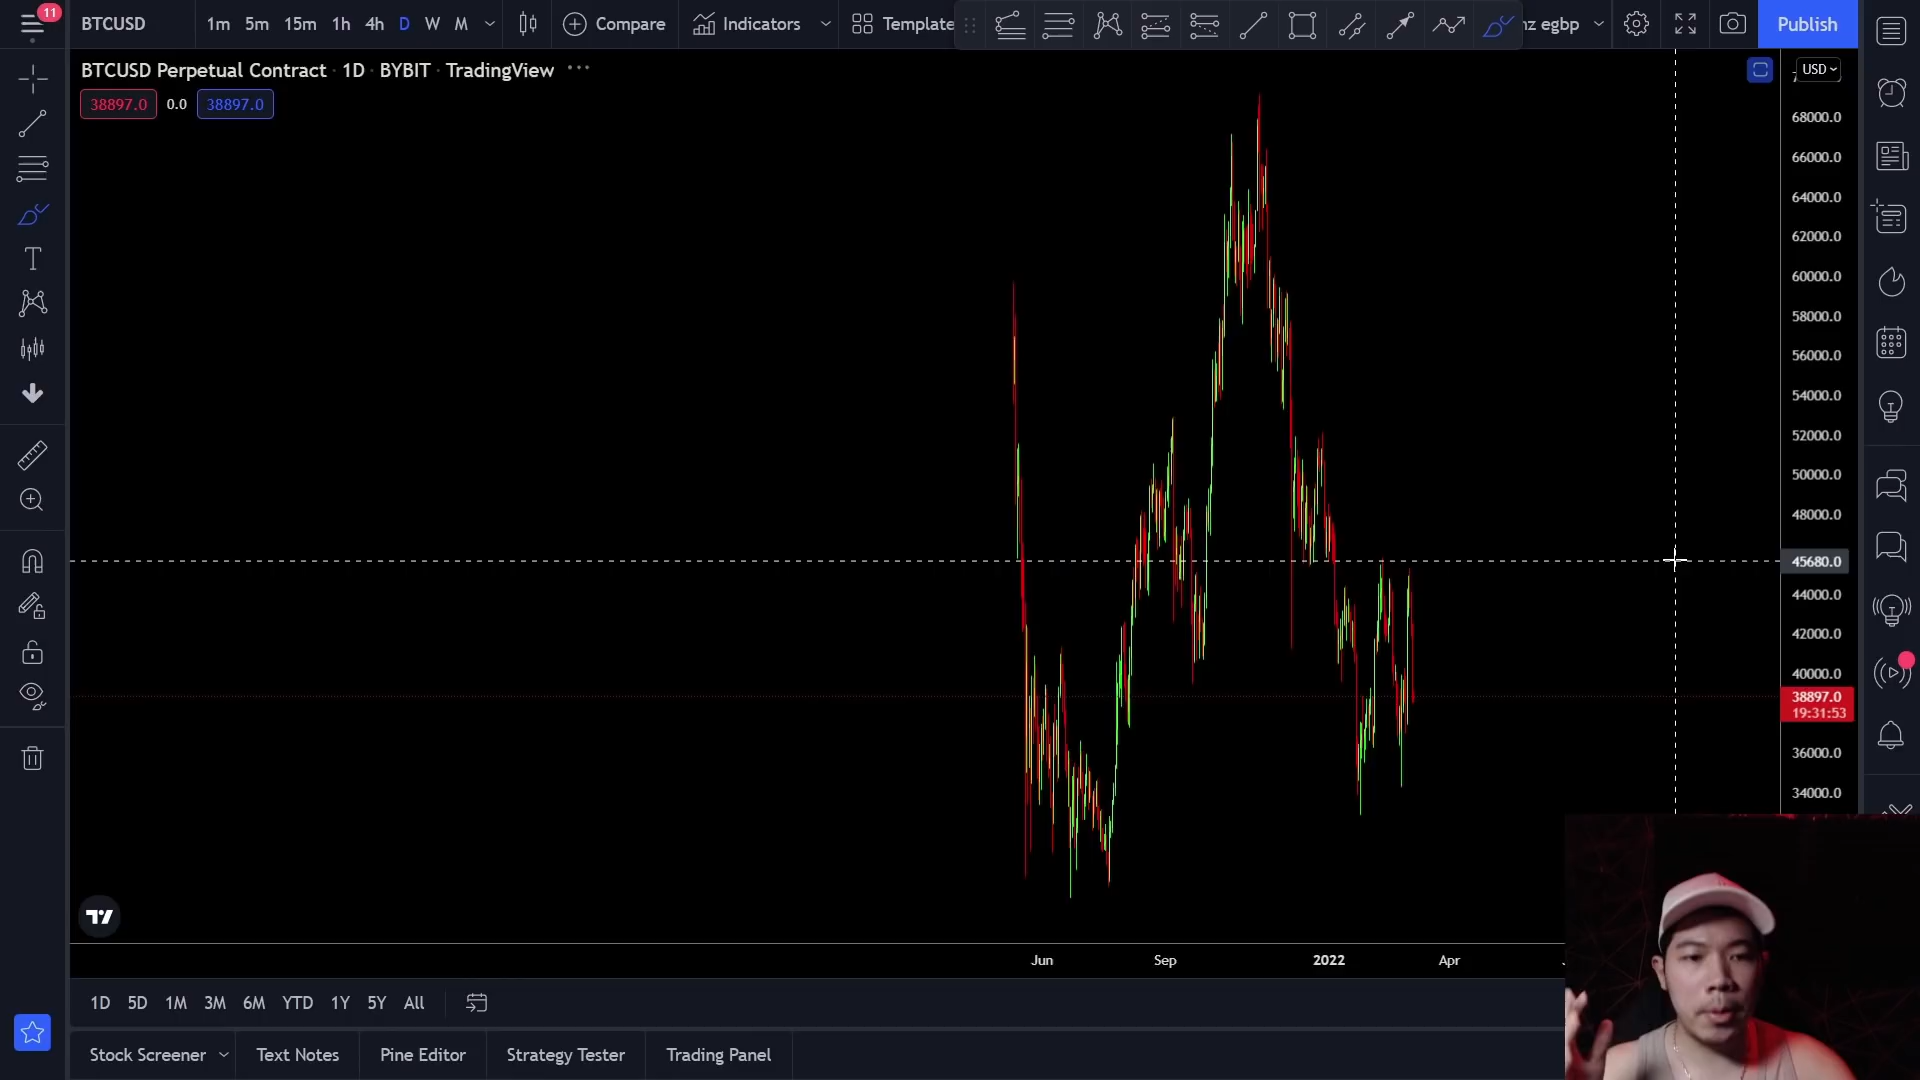 11
BTCUSD 1m 5m 15m 1h 4h D W M Compare Indicators Template nz egbp Publish
BTCUSD Perpetual Contract · 1D · BYBIT · TradingView
38897.0 0.0 38897.0
USD
68000.0
66000.0
64000.0
62000.0
60000.0
58000.0
56000.0
54000.0
52000.0
50000.0
48000.0
45680.0
44000.0
42000.0
40000.0
38897.0
19:31:53
36000.0
34000.0
Jun Sep 2022 Apr
1D 5D 1M 3M 6M YTD 1Y 5Y All
Stock Screener Text Notes Pine Editor Strategy Tester Trading Panel